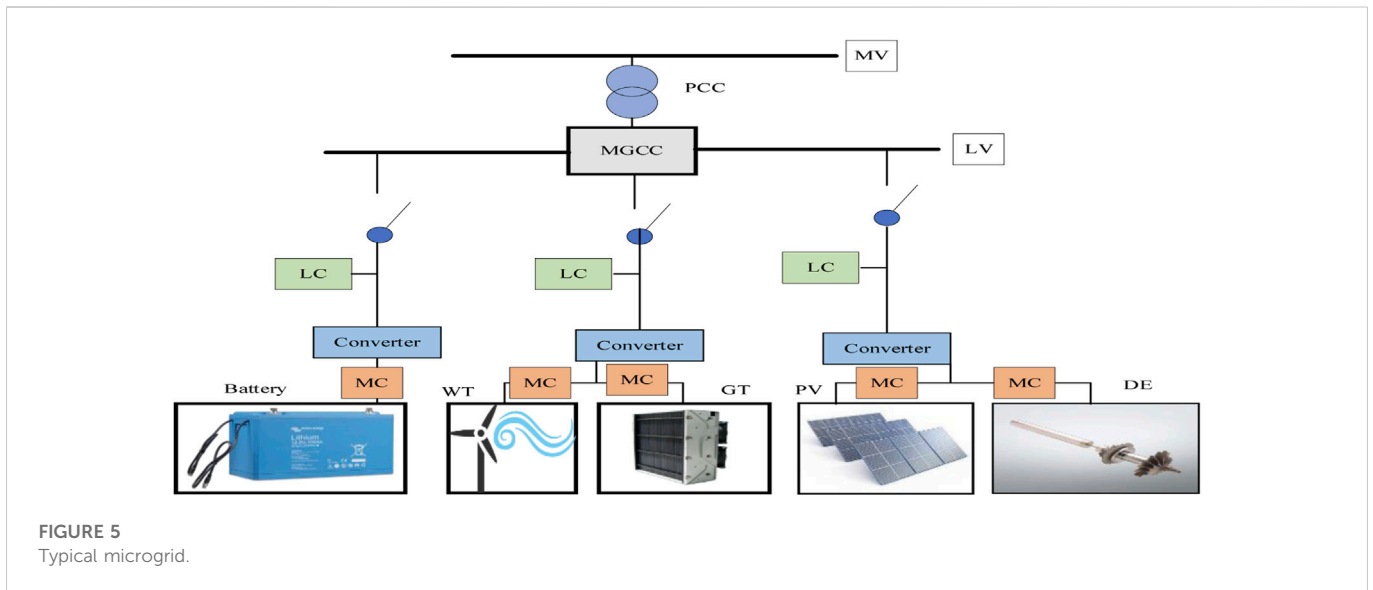 MV
PCC
MGCC
LV
LC
LC
LC
Converter
Converter
Converter
Battery
MC
WT
MC
MC
GT
PV
MC
MC
DE
Lithium
FIGURE 5
Typical microgrid.